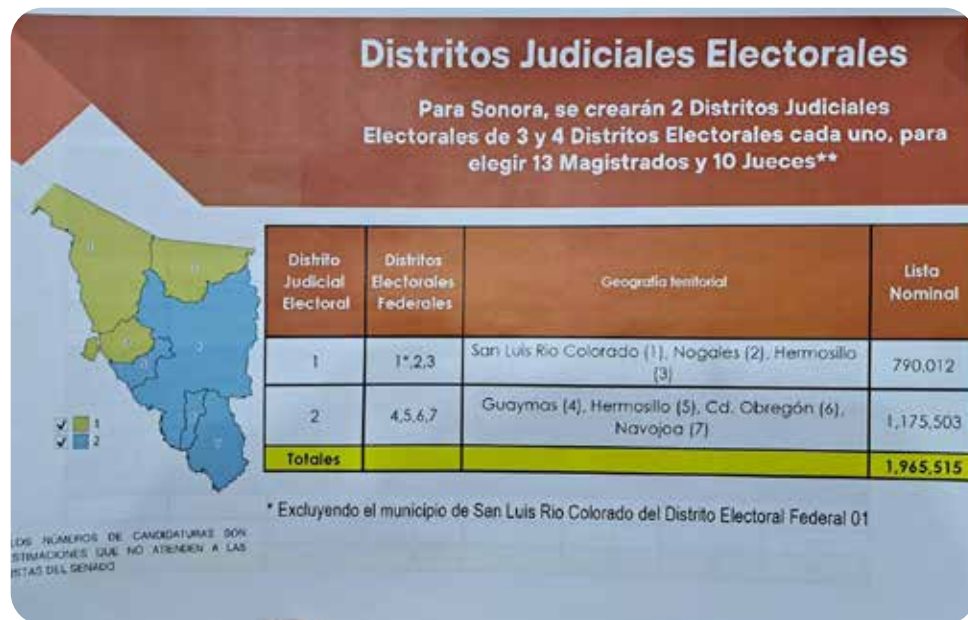 Distritos Judiciales Electorales
Para Sonora, se crearán 2 Distritos Judiciales
Electorales de 3 y 4 Distritos Electorales cada uno, para
elegir 13 Magistrados y 10 Jueces**
Distrito Judicial Electoral
Distritos Electorales Federales
Geografía territorial
Lista Nominal
1
1*,2,3
San Luis Rio Colorado (1), Nogales (2), Hermosillo
(3)
790,012
2
4,5,6,7
Guaymas (4), Hermosillo (5), Cd. Obregón (6),
Navojoa (7)
1,175,503
Totales
1,965,515
1
2
* Excluyendo el municipio de San Luis Rio Colorado del Distrito Electoral Federal 01
LOS NÚMEROS DE CANDIDATURAS SON
ESTIMACIONES QUE NO ATIENDEN A LAS
LISTAS DEL SENADO